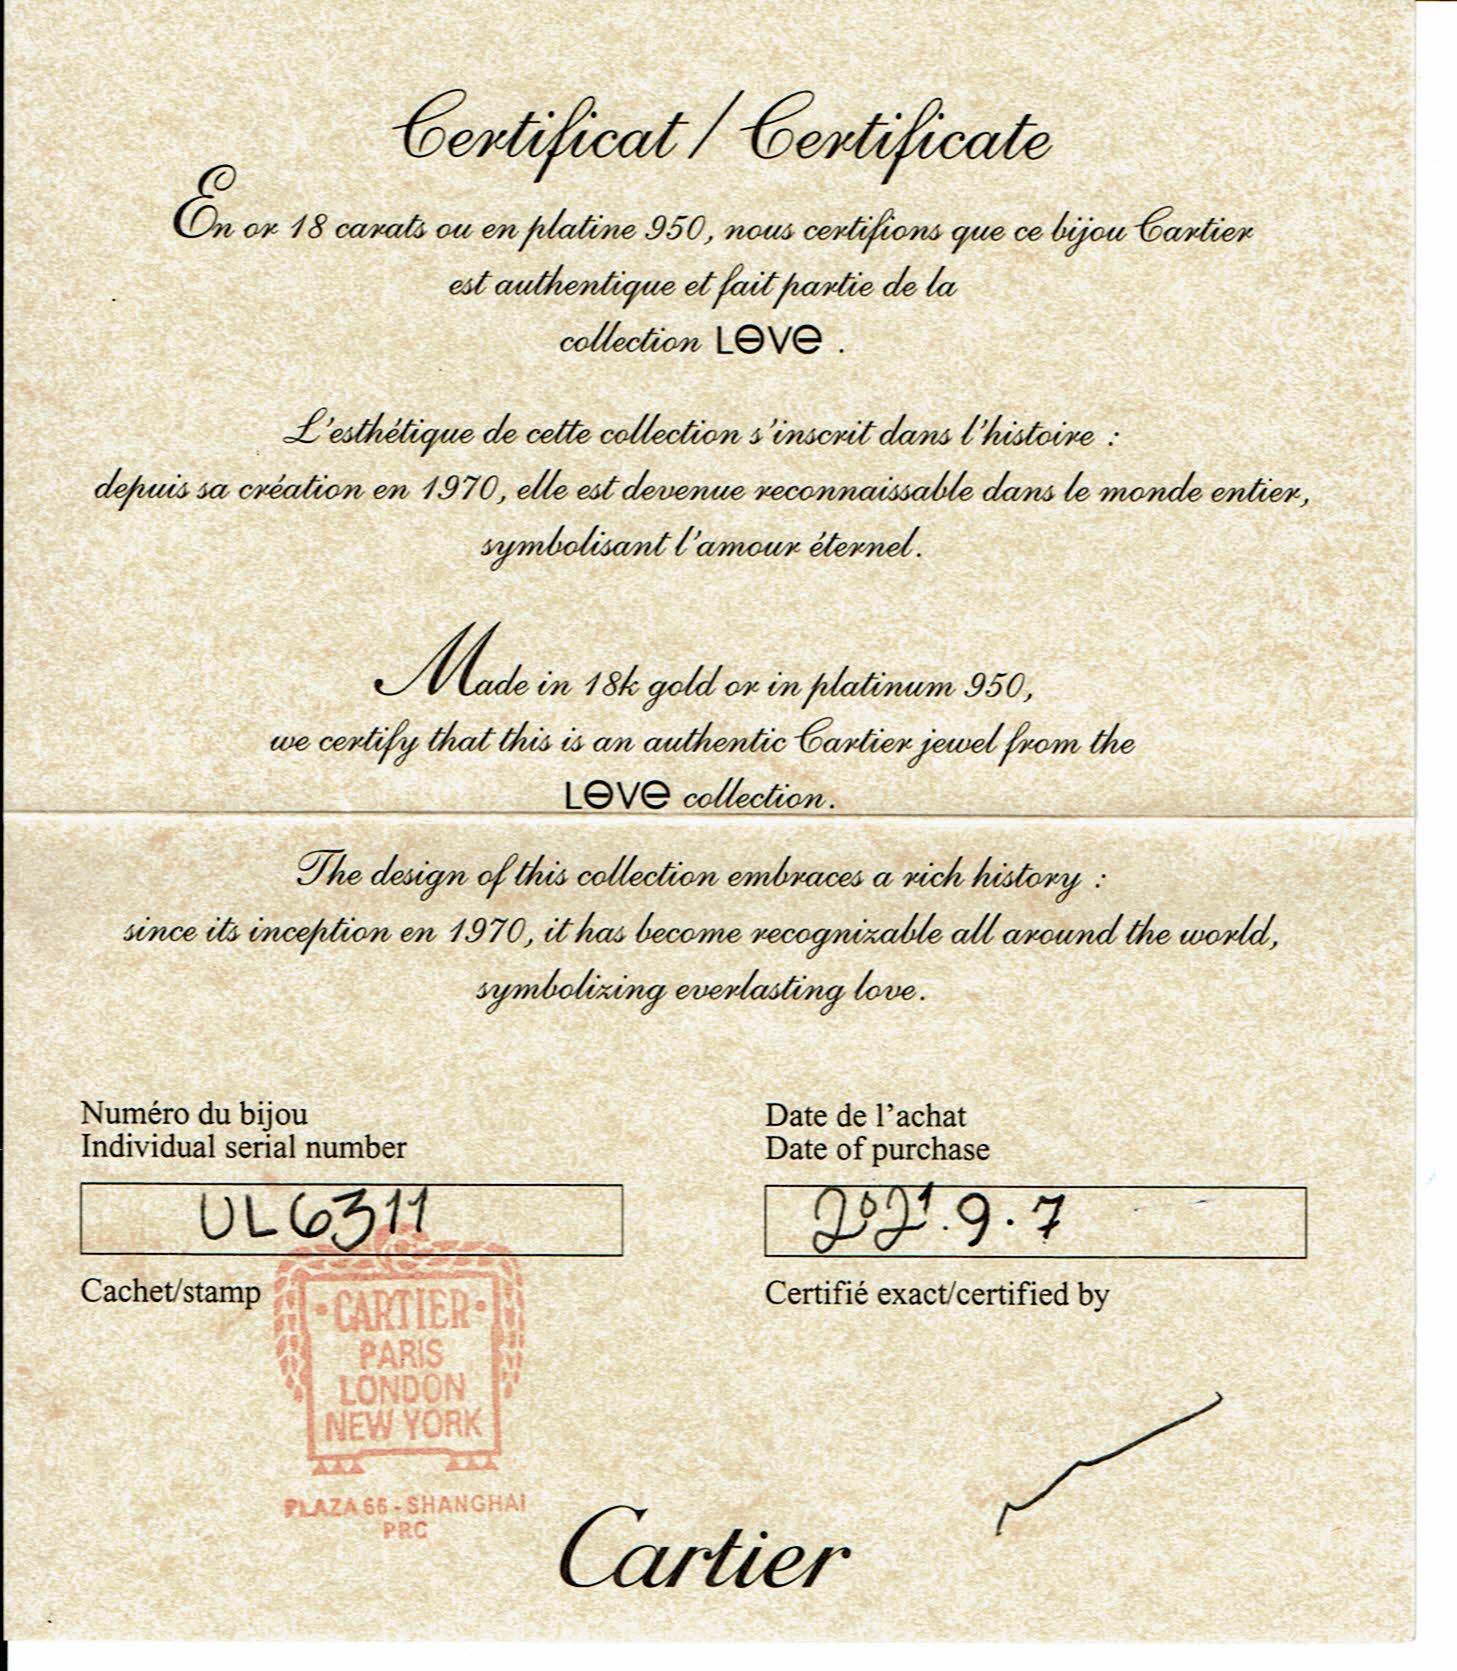 Certificat / Certificate
En or 18 carats ou en platine 950, nous certifions que ce bijou Cartier
est authentique et fait partie de la
collection LOVE .
L'esthétique de cette collection s'inscrit dans l'histoire :
depuis sa création en 1970, elle est devenue reconnaissable dans le monde entier,
symbolisant l'amour éternel.
Made in 18k gold or in platinum 950,
we certify that this is an authentic Cartier jewel from the
LOVE collection.
The design of this collection embraces a rich history :
since its inception en 1970, it has become recognizable all around the world,
symbolizing everlasting love.
Numéro du bijou
Individual serial number
UL6311
Date de l'achat
Date of purchase
2021.9.7
Cachet/stamp
·CARTIER·
PARIS
LONDON
NEW YORK
PLAZA 66 - SHANGHAI
PRC
Certifié exact/certified by
Cartier